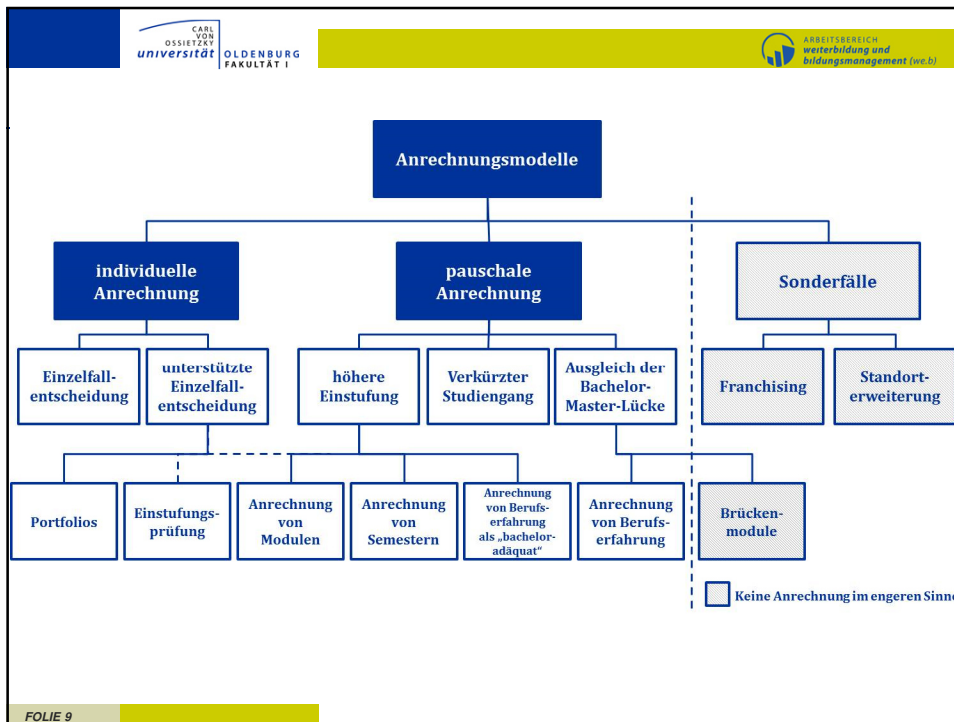 CARL
VON
OSSIETZKY
universität OLDENBURG
FAKULTÄT I
ARBEITSBEREICH
weiterbildung und
bildungsmanagement (we.b)
Anrechnungsmodelle
individuelle
Anrechnung
pauschale
Anrechnung
Sonderfälle
Einzelfall-
entscheidung
unterstützte
Einzelfall-
entscheidung
höhere
Einstufung
Verkürzter
Studiengang
Ausgleich der
Bachelor-
Master-Lücke
Franchising
Standort-
erweiterung
Portfolios
Einstufungs-
prüfung
Anrechnung
von
Modulen
Anrechnung
von
Semestern
Anrechnung
von Berufs-
erfahrung
als „bachelor-
adäquat“
Anrechnung
von Berufs-
erfahrung
Brücken-
module
Keine Anrechnung im engeren Sinne
FOLIE 9